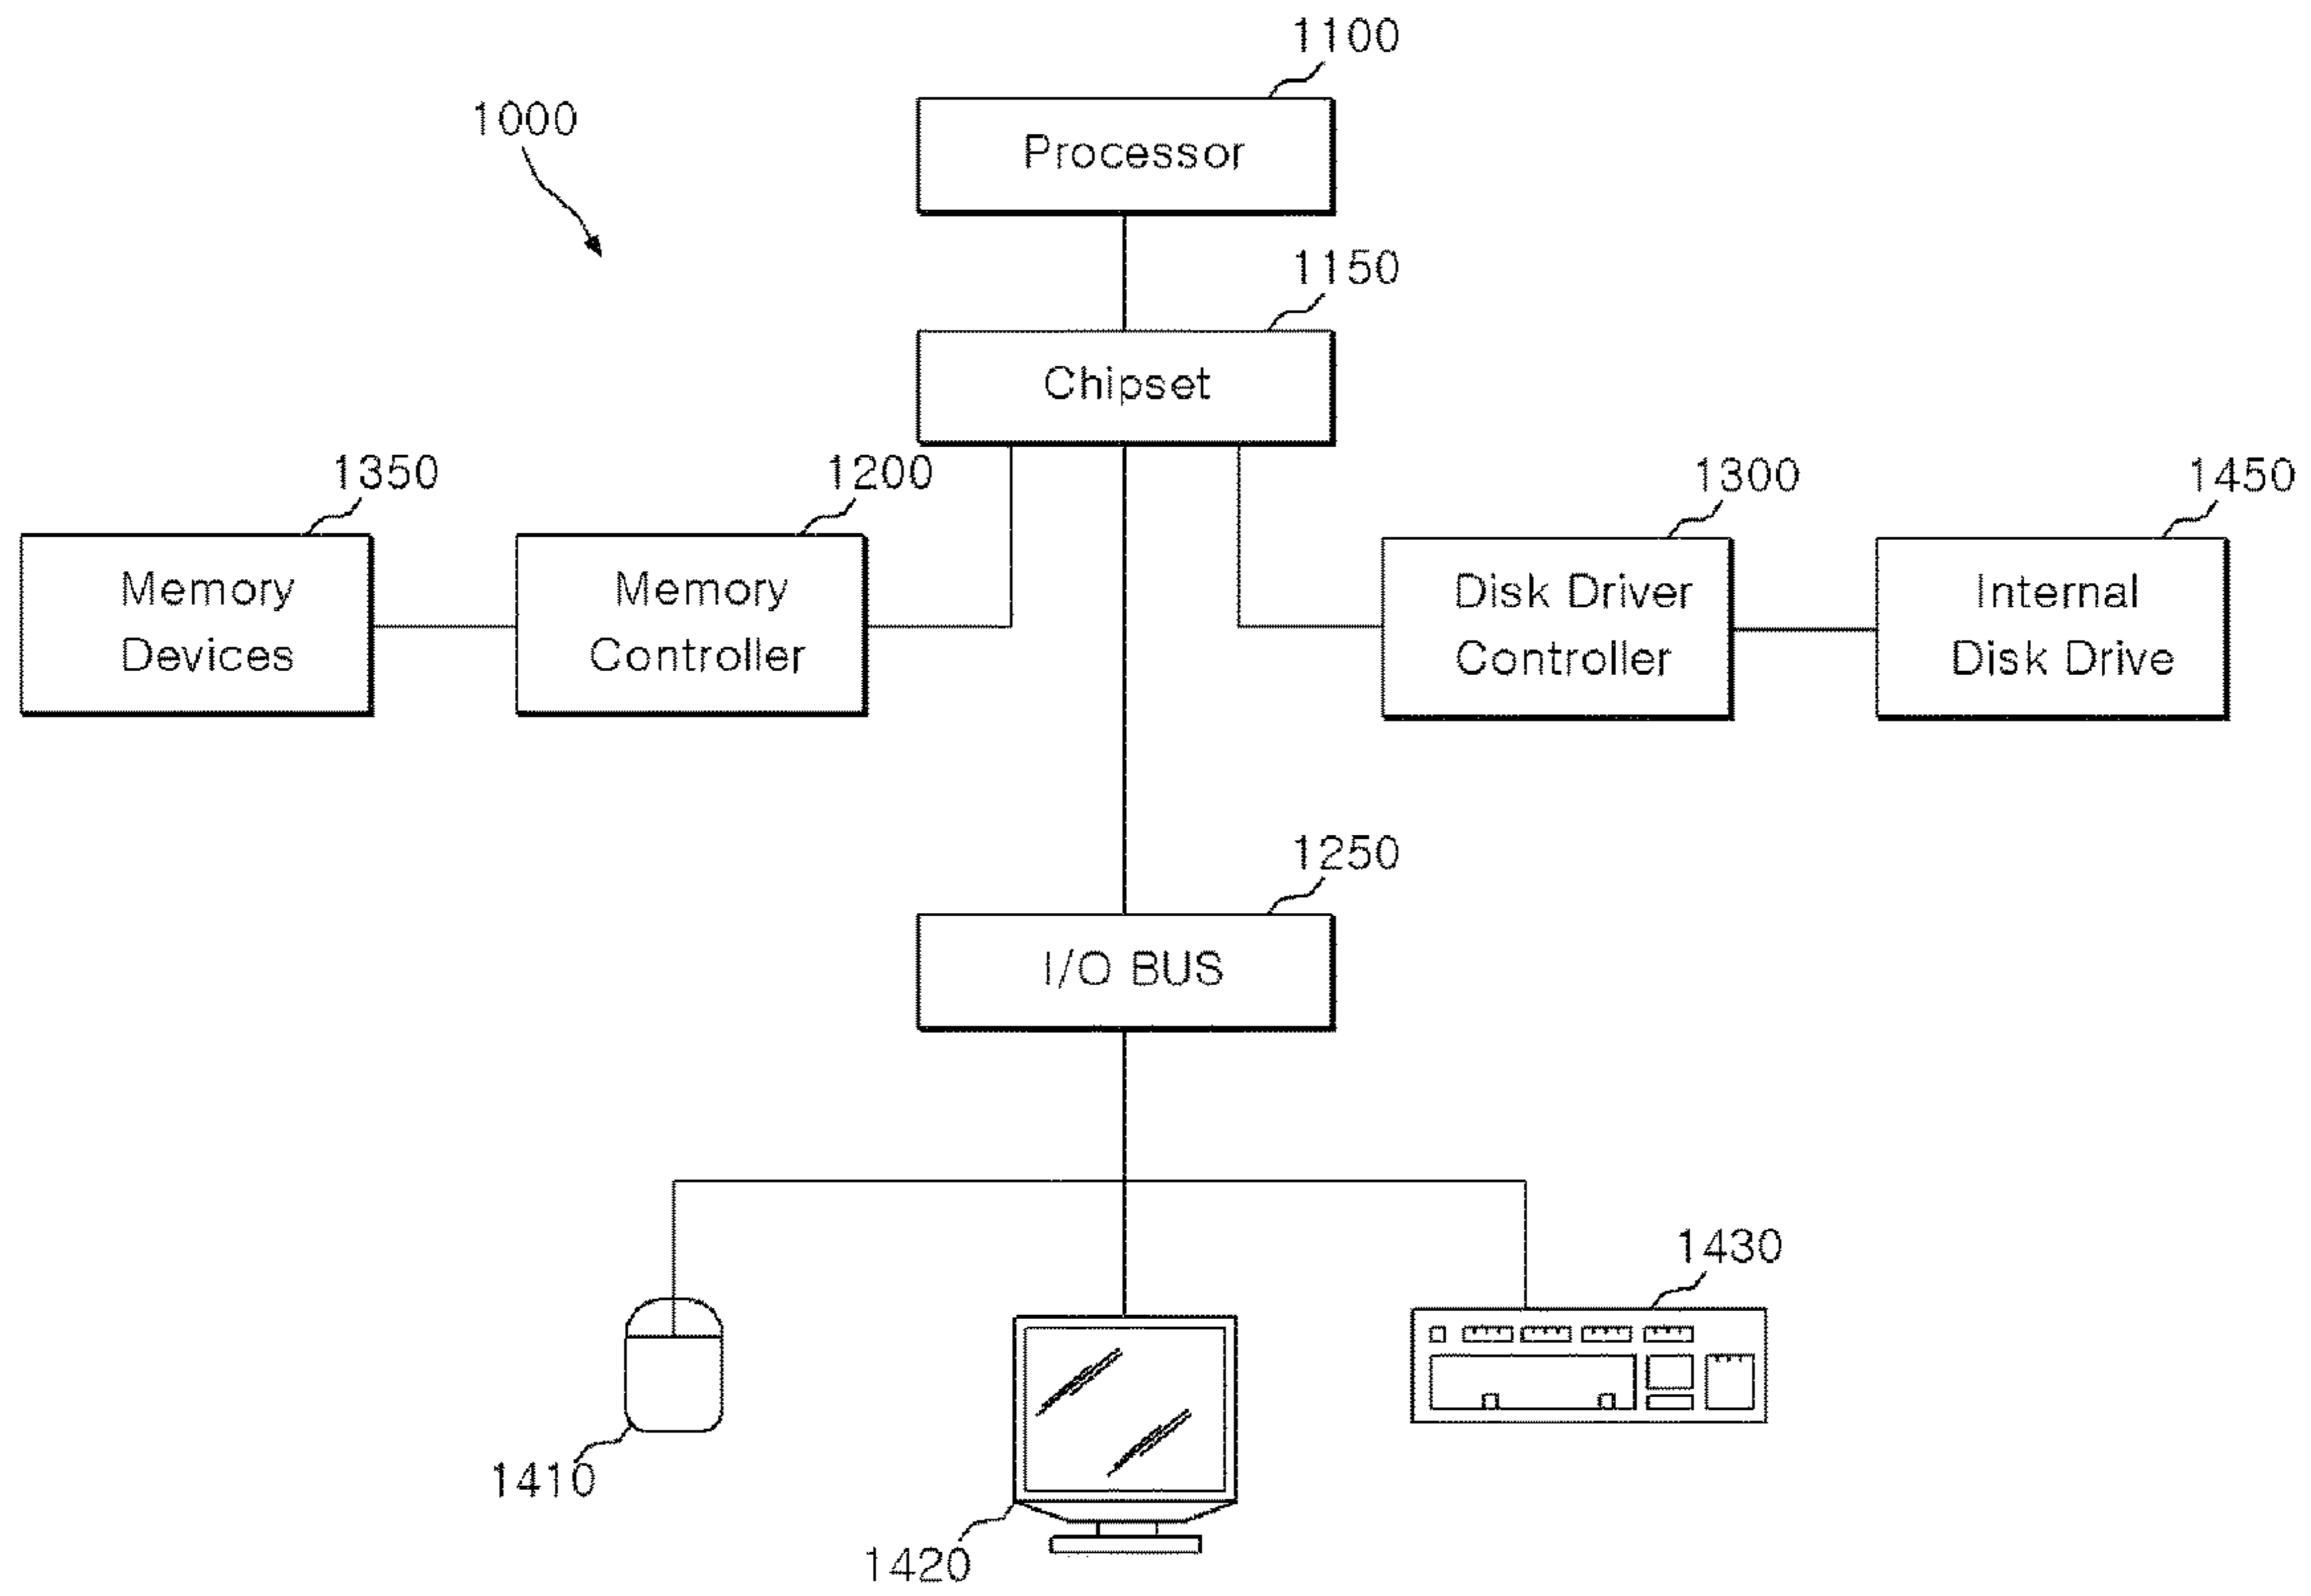 1100
1000
Processor
1150
Chipset
1350
1200
1300
1450
Memory
Devices
Memory
Controller
Disk Driver
Controller
Internal
Disk Drive
1250
I/O BUS
1430
1410
1420